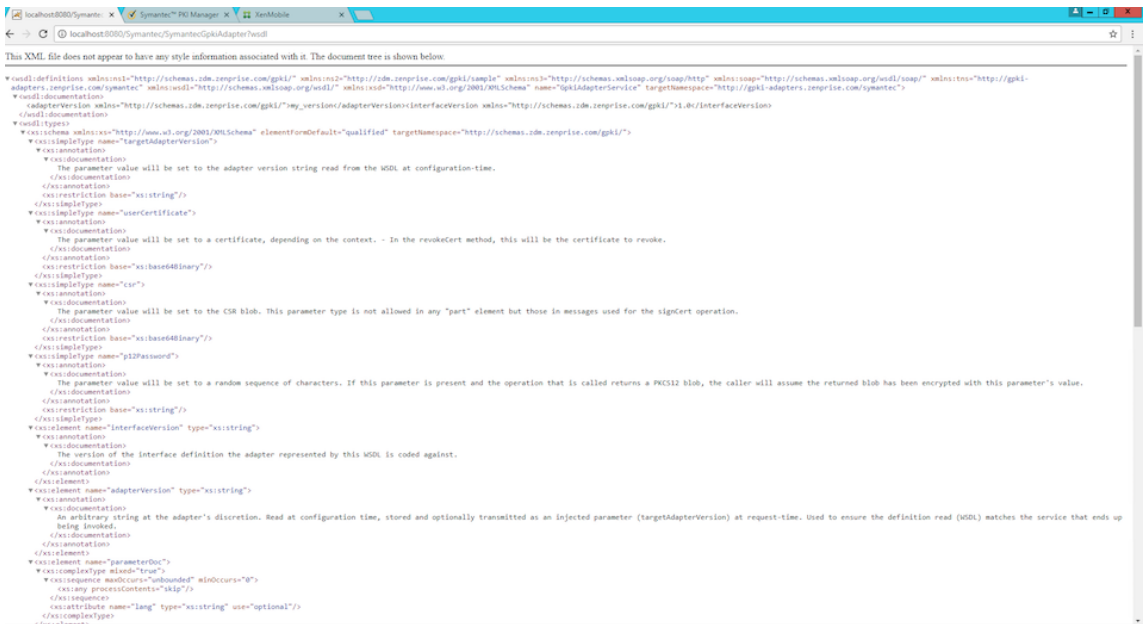 localhost:8080/Symante
Symantec™ PKI Manager
XenMobile
localhost:8080/Symantec/SymantecGpkiAdapter?wsdl
This XML file does not appear to have any style information associated with it. The document tree is shown below.
▼<wsdl:definitions xmlns:ns1="http://schemas.zdm.zenprise.com/gpki/" xmlns:ns2="http://zdm.zenprise.com/gpki/sample" xmlns:ns3="http://schemas.xmlsoap.org/soap/http" xmlns:soap="http://schemas.xmlsoap.org/wsdl/soap/" xmlns:tns="http://gpki-
adapters.zenprise.com/symantec" xmlns:wsdl="http://schemas.xmlsoap.org/wsdl/" xmlns:xsd="http://www.w3.org/2001/XMLSchema" name="GpkiAdapterService" targetNamespace="http://gpki-adapters.zenprise.com/symantec">
▼<wsdl:documentation>
<adapterVersion xmlns="http://schemas.zdm.zenprise.com/gpki/">my_version</adapterVersion><interfaceVersion xmlns="http://schemas.zdm.zenprise.com/gpki/">1.0</interfaceVersion>
</wsdl:documentation>
▼<wsdl:types>
▼<xs:schema xmlns:xs="http://www.w3.org/2001/XMLSchema" elementFormDefault="qualified" targetNamespace="http://schemas.zdm.zenprise.com/gpki/">
▼<xs:simpleType name="targetAdapterVersion">
▼<xs:annotation>
▼<xs:documentation>
The parameter value will be set to the adapter version string read from the WSDL at configuration-time.
</xs:documentation>
</xs:annotation>
<xs:restriction base="xs:string"/>
</xs:simpleType>
▼<xs:simpleType name="userCertificate">
▼<xs:annotation>
▼<xs:documentation>
The parameter value will be set to a certificate, depending on the context. - In the revokeCert method, this will be the certificate to revoke.
</xs:documentation>
</xs:annotation>
<xs:restriction base="xs:base64Binary"/>
</xs:simpleType>
▼<xs:simpleType name="csr">
▼<xs:annotation>
▼<xs:documentation>
The parameter value will be set to the CSR blob. This parameter type is not allowed in any "part" element but those in messages used for the signCert operation.
</xs:documentation>
</xs:annotation>
<xs:restriction base="xs:base64Binary"/>
</xs:simpleType>
▼<xs:simpleType name="p12Password">
▼<xs:annotation>
▼<xs:documentation>
The parameter value will be set to a random sequence of characters. If this parameter is present and the operation that is called returns a PKCS12 blob, the caller will assume the returned blob has been encrypted with this parameter's value.
</xs:documentation>
</xs:annotation>
<xs:restriction base="xs:string"/>
</xs:simpleType>
▼<xs:element name="interfaceVersion" type="xs:string">
▼<xs:annotation>
▼<xs:documentation>
The version of the interface definition the adapter represented by this WSDL is coded against.
</xs:documentation>
</xs:annotation>
</xs:element>
▼<xs:element name="adapterVersion" type="xs:string">
▼<xs:annotation>
▼<xs:documentation>
An arbitrary string at the adapter's discretion. Read at configuration time, stored and optionally transmitted as an injected parameter (targetAdapterVersion) at request-time. Used to ensure the definition read (WSDL) matches the service that ends up
being invoked.
</xs:documentation>
</xs:annotation>
</xs:element>
▼<xs:element name="parameterDoc">
▼<xs:complexType mixed="true">
▼<xs:sequence maxOccurs="unbounded" minOccurs="0">
<xs:any processContents="skip"/>
</xs:sequence>
<xs:attribute name="lang" type="xs:string" use="optional"/>
</xs:complexType>